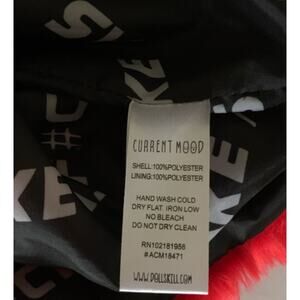 CURRENT MOOD
SHELL:100%POLYESTER
LINING:100%POLYESTER
HAND WASH COLD
DRY FLAT IRON LOW
NO BLEACH
DO NOT DRY CLEAN
RN102181986
#ACM18471
WWW.DOLLSKILL.COM